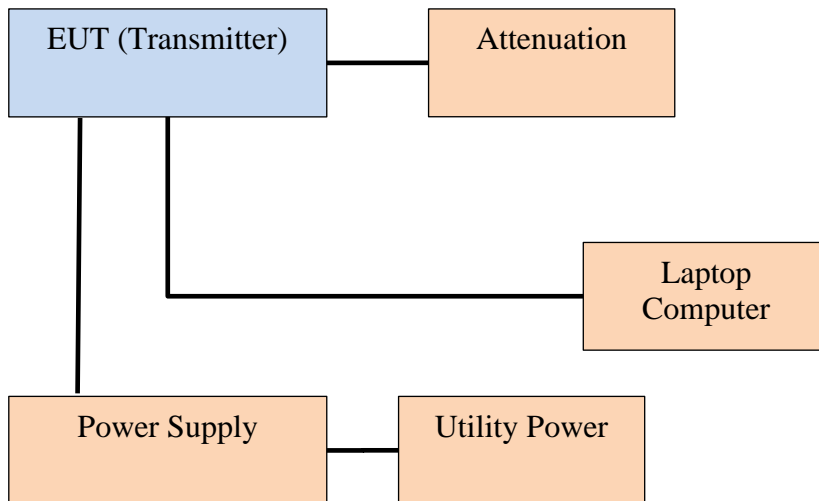 EUT (Transmitter)
Attenuation
Laptop
Computer
Power Supply
Utility Power